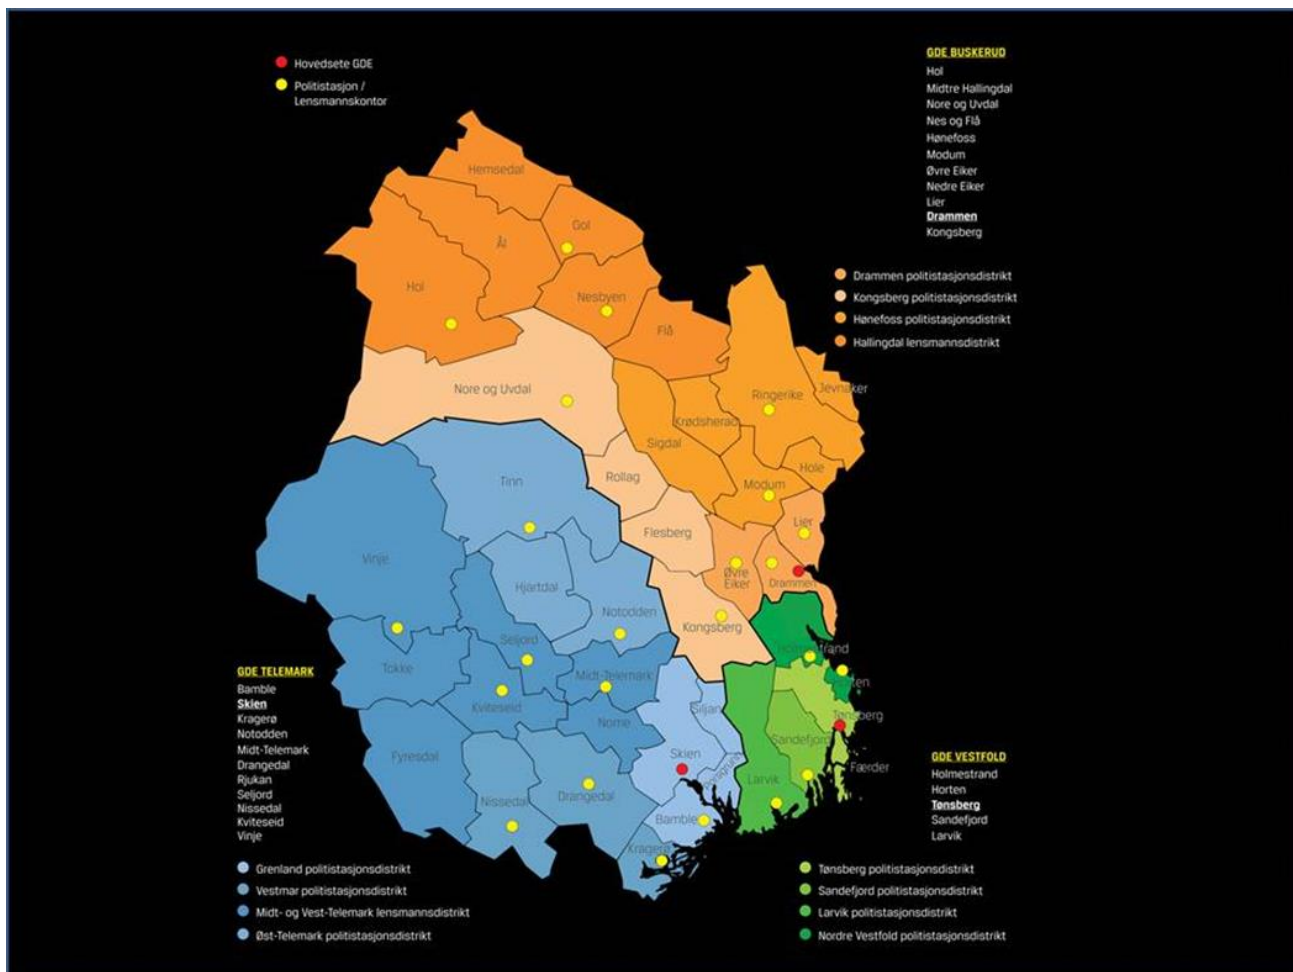 Hovedsete GDE
Politistasjon /
Lensmannskontor
GDE BUSKERUD
Hol
Midtre Hallingdal
Nore og Uvdal
Nes og Flå
Hønefoss
Modum
Øvre Eiker
Nedre Eiker
Lier
Drammen
Kongsberg
Drammen politistasjonsdistrikt
Kongsberg politistasjonsdistrikt
Hønefoss politistasjonsdistrikt
Hallingdal lensmannsdistrikt
Hemsedal
Gol
Ål
Hol
Nesbyen
Flå
Nore og Uvdal
Ringerike
Jevnaker
Krødsherad
Sigdal
Hole
Rollag
Modum
Tinn
Flesberg
Lier
Vinje
Øvre
Eiker
Drammen
Hjartdal
Notodden
Kongsberg
Seljord
Holmestrand
Tokke
Midt-Telemark
Kviteseid
Siljan
Tønsberg
Nome
Sandefjord
Fyresdal
Skien
Porsgrunn
Larvik
Færder
Nissedal
Drangedal
Bamble
Kragerø
GDE TELEMARK
Bamble
Skien
Kragerø
Notodden
Midt-Telemark
Drangedal
Rjukan
Seljord
Nissedal
Kviteseid
Vinje
GDE VESTFOLD
Holmestrand
Horten
Tønsberg
Sandefjord
Larvik
Grenland politistasjonsdistrikt
Vestmar politistasjonsdistrikt
Midt- og Vest-Telemark lensmannsdistrikt
Øst-Telemark politistasjonsdistrikt
Tønsberg politistasjonsdistrikt
Sandefjord politistasjonsdistrikt
Larvik politistasjonsdistrikt
Nordre Vestfold politistasjonsdistrikt